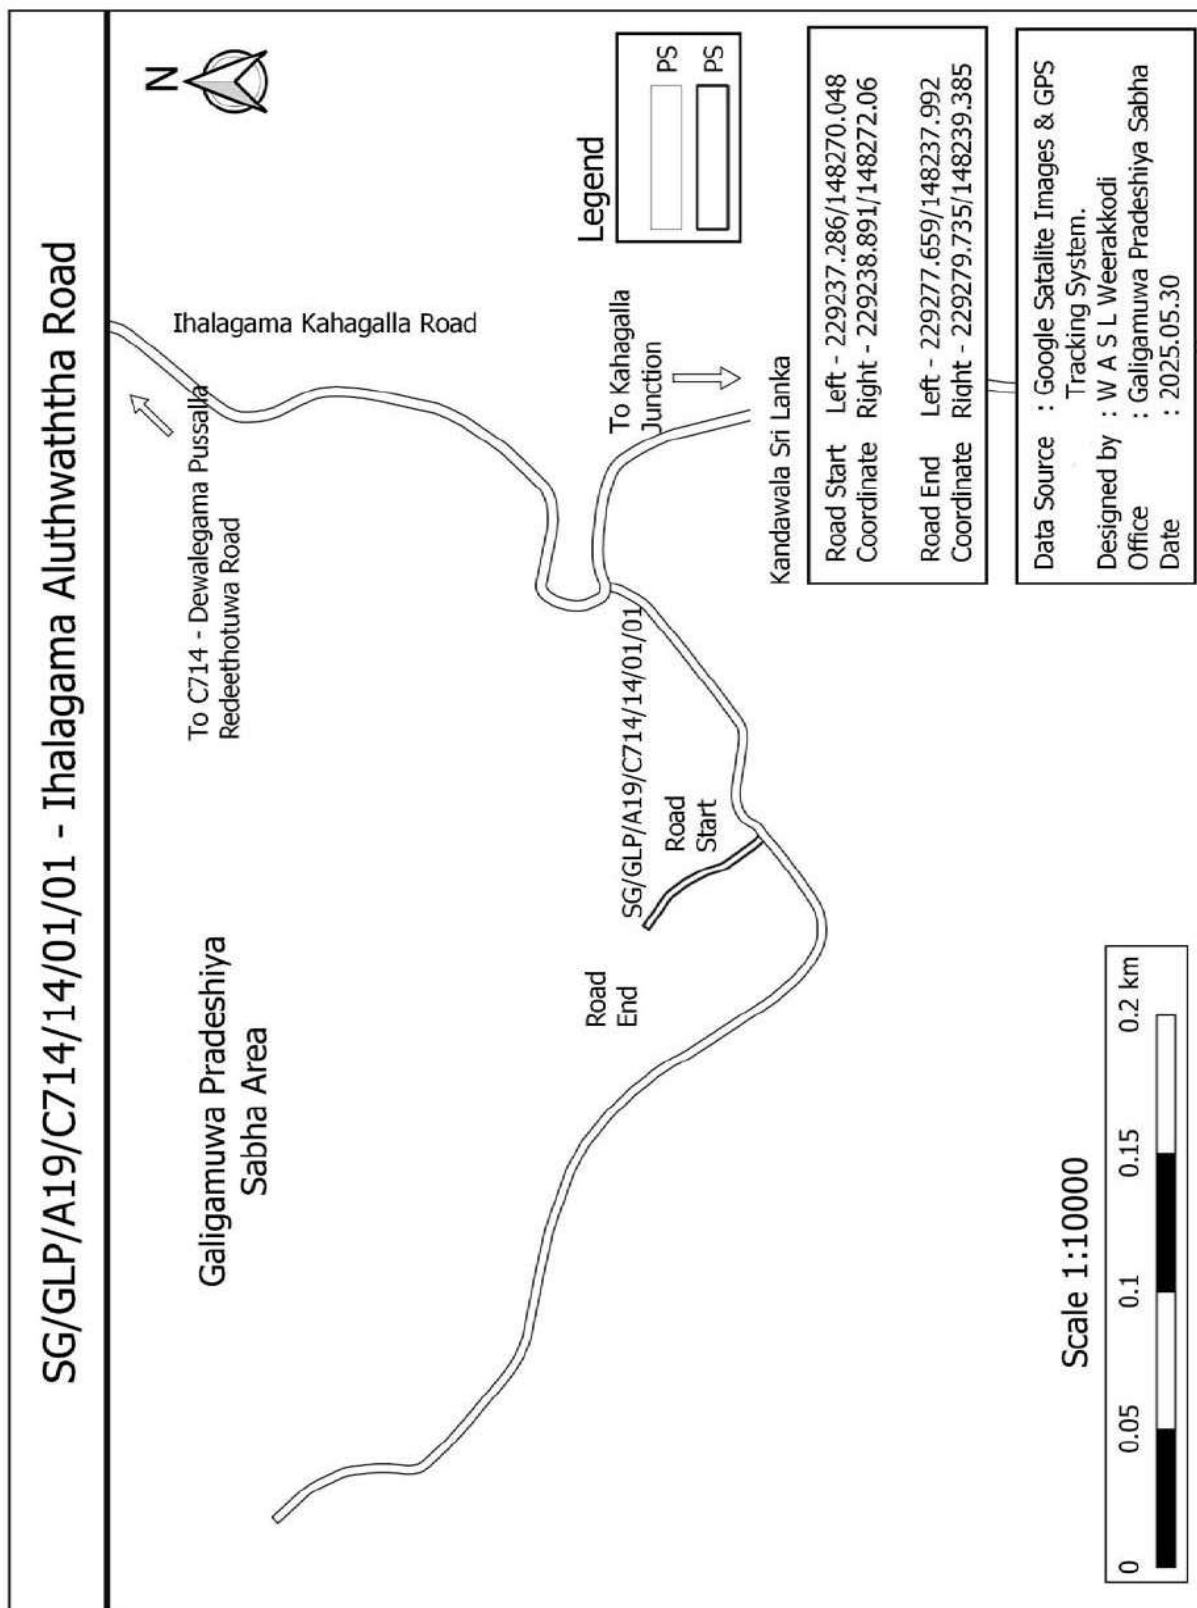 SG/GLP/A19/C714/14/01/01 - Ihalagama Aluthwaththa Road
N
Galigamuwa Pradeshiya
Sabha Area
To C714 - Dewalegama Pussalla
Redeethotuwa Road
Ihalagama Kahagalla Road
Legend
PS
PS
To Kahagalla
Junction
SG/GLP/A19/C714/14/01/01
Road
Start
Road
End
Kandawala Sri Lanka
Road Start Left - 229237.286/148270.048
Coordinate Right - 229238.891/148272.06
Road End Left - 229277.659/148237.992
Coordinate Right - 229279.735/148239.385
Data Source : Google Satalite Images & GPS
Tracking System.
Designed by : W A S L Weerakkodi
Office : Galigamuwa Pradeshiya Sabha
Date : 2025.05.30
Scale 1:10000
0 0.05 0.1 0.15 0.2 km